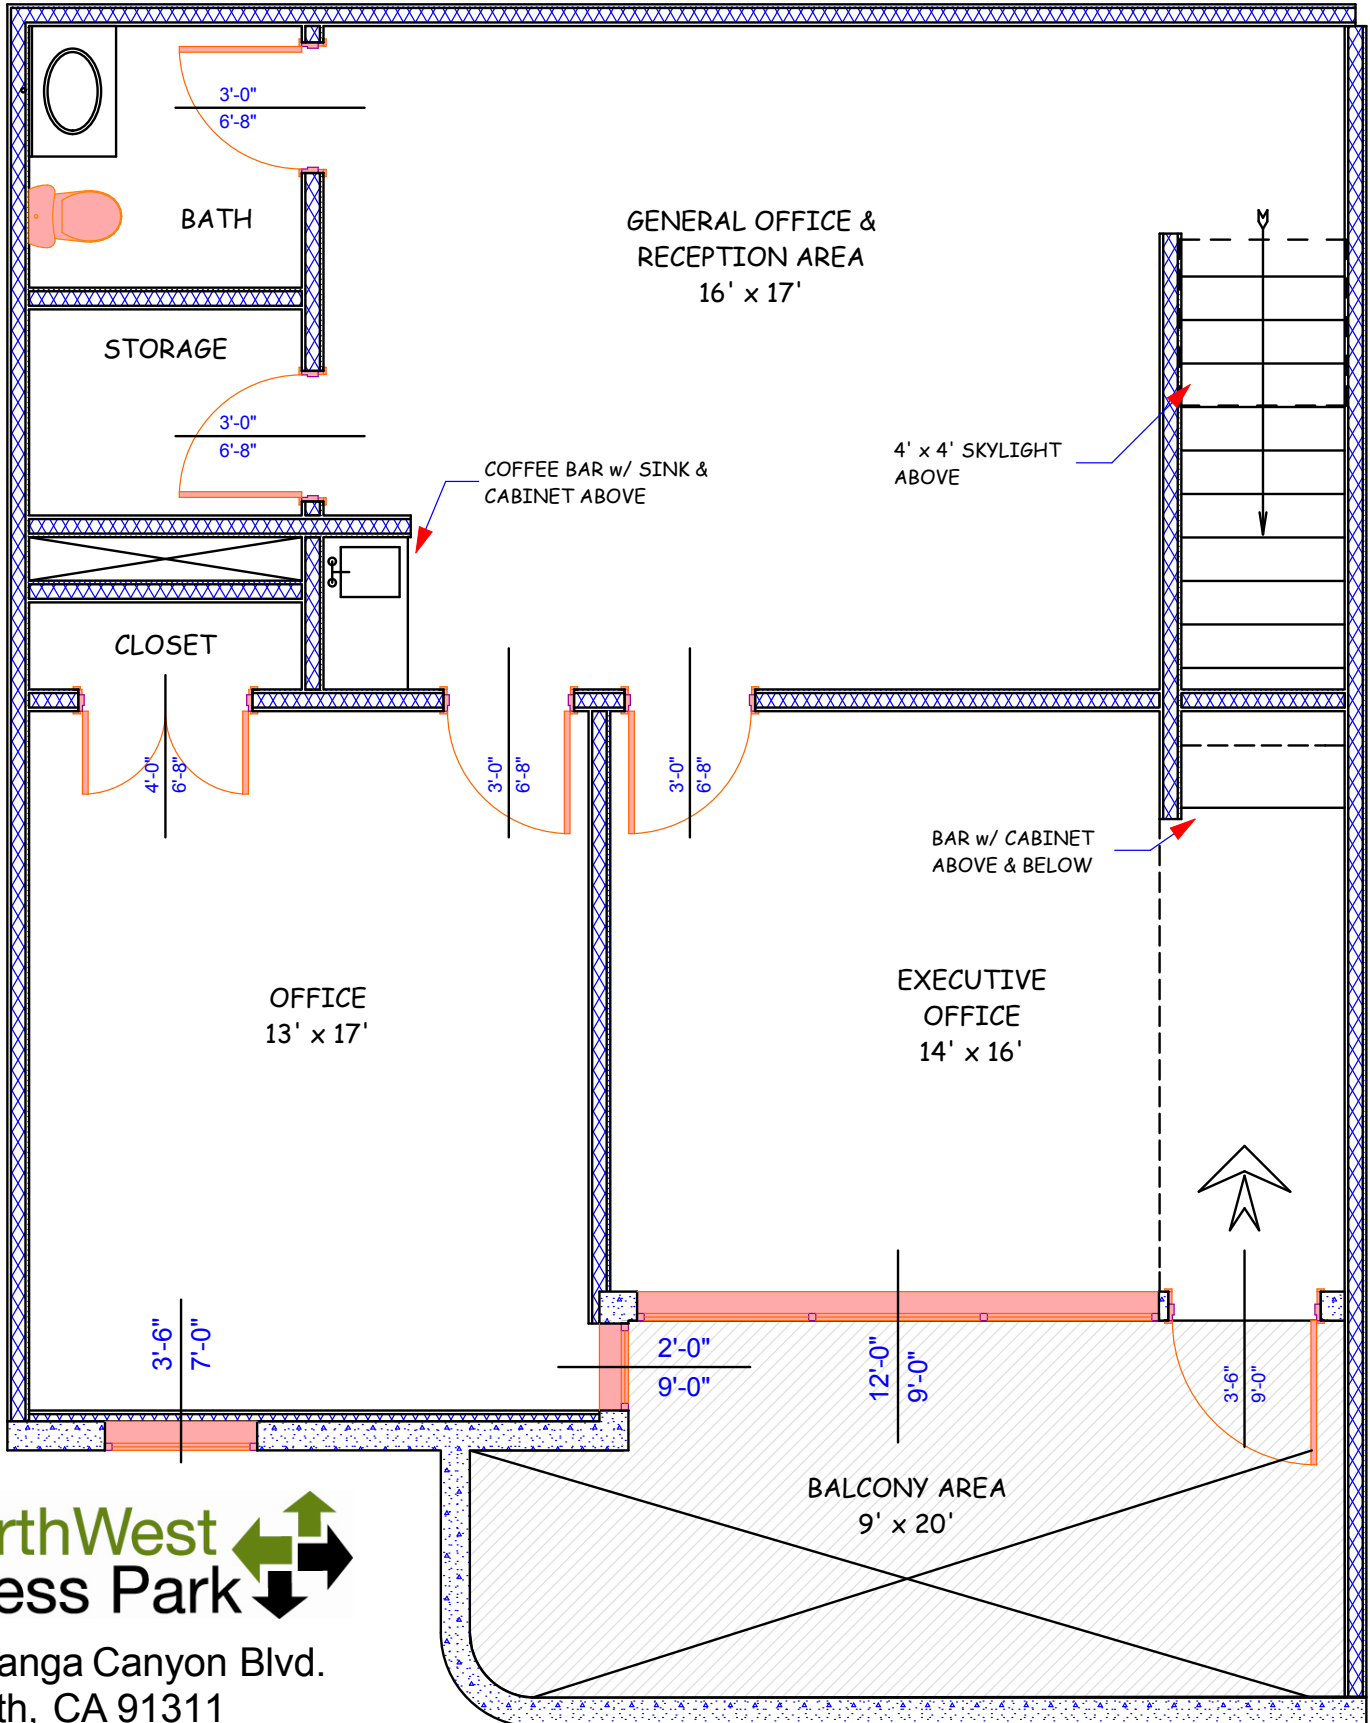 3'-0"
6'-8"
BATH
GENERAL OFFICE &
RECEPTION AREA
16' x 17'
STORAGE
3'-0"
6'-8"
COFFEE BAR w/ SINK &
CABINET ABOVE
4' x 4' SKYLIGHT
ABOVE
CLOSET
4'-0"
6'-8"
3'-0"
6'-8"
3'-0"
6'-8"
BAR w/ CABINET
ABOVE & BELOW
OFFICE
13' x 17'
EXECUTIVE
OFFICE
14' x 16'
3'-6"
7'-0"
2'-0"
9'-0"
12'-0"
9'-0"
3'-6"
9'-0"
BALCONY AREA
9' x 20'
rthWest
ess Park
anga Canyon Blvd.
th, CA 91311